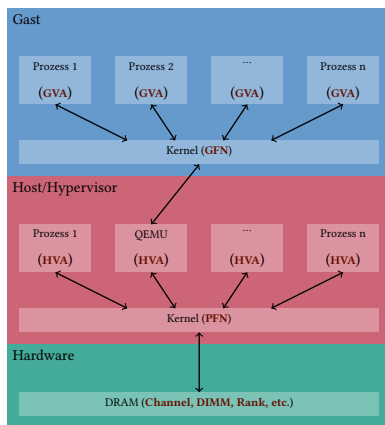 Gast
Prozess 1 Prozess 2 ... Prozess n
(GVA) (GVA) (GVA) (GVA)
Kernel (GFN)
Host/Hypervisor
Prozess 1 QEMU ... Prozess n
(HVA) (HVA) (HVA) (HVA)
Kernel (PFN)
Hardware
DRAM (Channel, DIMM, Rank, etc.)